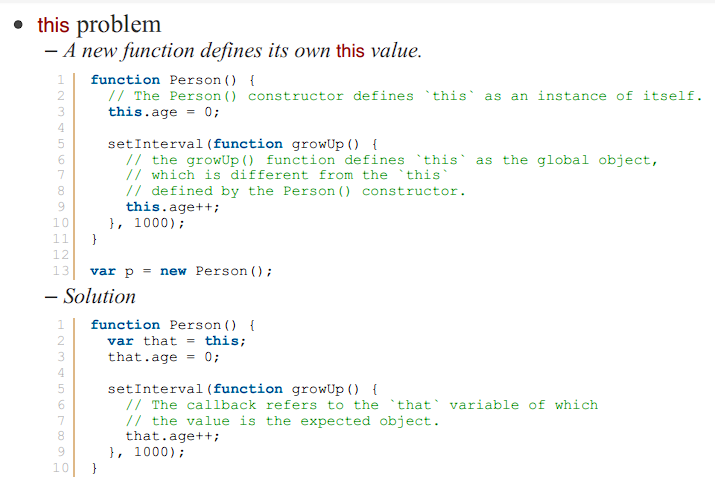 • this problem
– A new function defines its own this value.
1 function Person() {
2 // The Person() constructor defines `this` as an instance of itself.
3 this.age = 0;
4
5 setInterval(function growUp() {
6 // the growUp() function defines `this` as the global object,
7 // which is different from the `this`
8 // defined by the Person() constructor.
9 this.age++;
10 }, 1000);
11 }
12
13 var p = new Person();
– Solution
1 function Person() {
2 var that = this;
3 that.age = 0;
4
5 setInterval(function growUp() {
6 // The callback refers to the `that` variable of which
7 // the value is the expected object.
8 that.age++;
9 }, 1000);
10 }